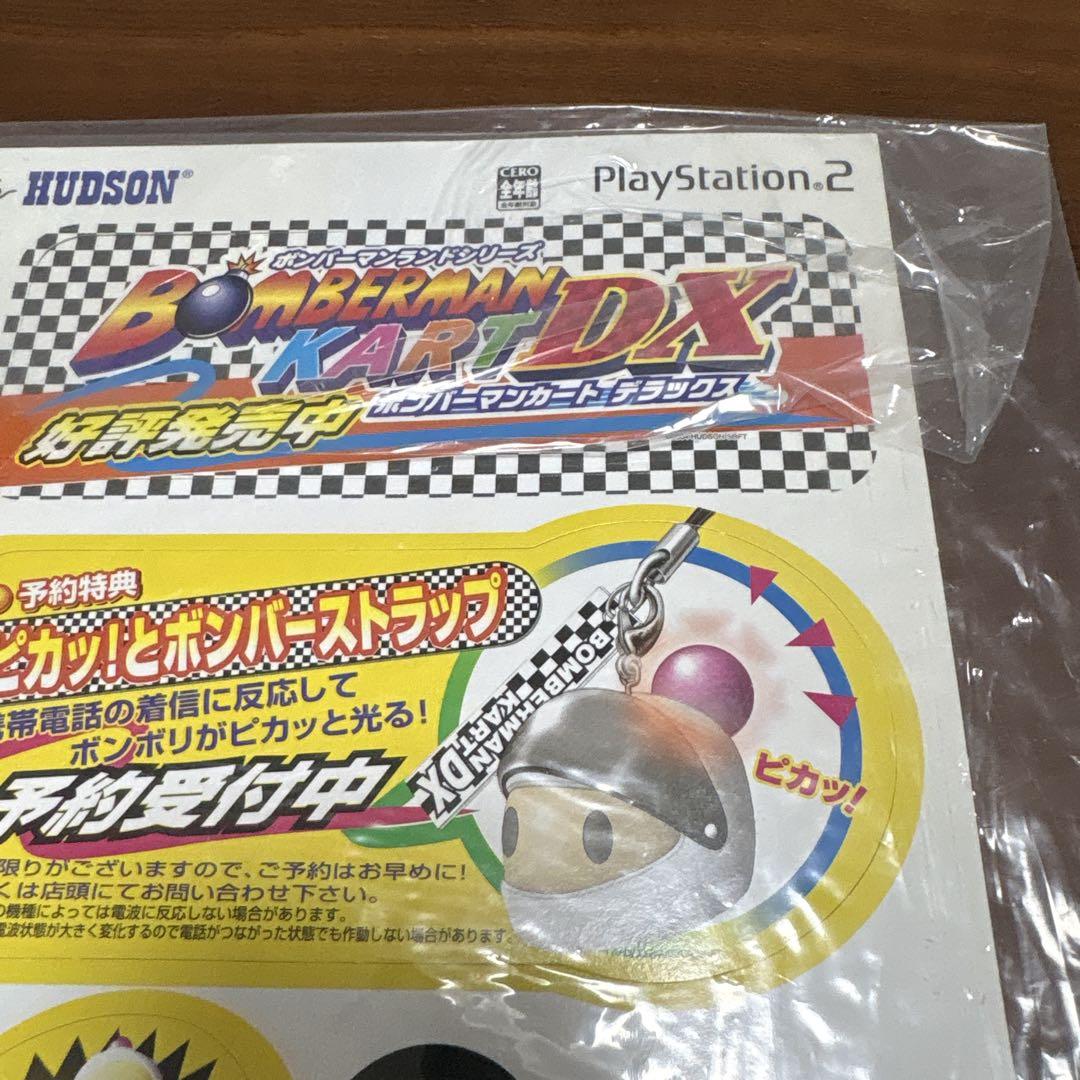 HUDSON®
CERO
全年齢
全年齢対象
PlayStation®2
ボンバーマンランドシリーズ
BOMBERMAN
KART DX
ボンバーマンカート デラックス
好評発売中
HUDSON/SBFT
予約特典
ピカッ!とボンバーストラップ
帯電話の着信に反応して
ボンボリがピカッと光る!
予約受付中
限りがございますので、ご予約はお早めに!
くは店頭にてお問い合わせ下さい。
の機種によっては電波に反応しない場合があります。
電波状態が大きく変化するので電話がつながった状態でも作動しない場合があります。
BOMBERMAN
KART DX
ピカッ!